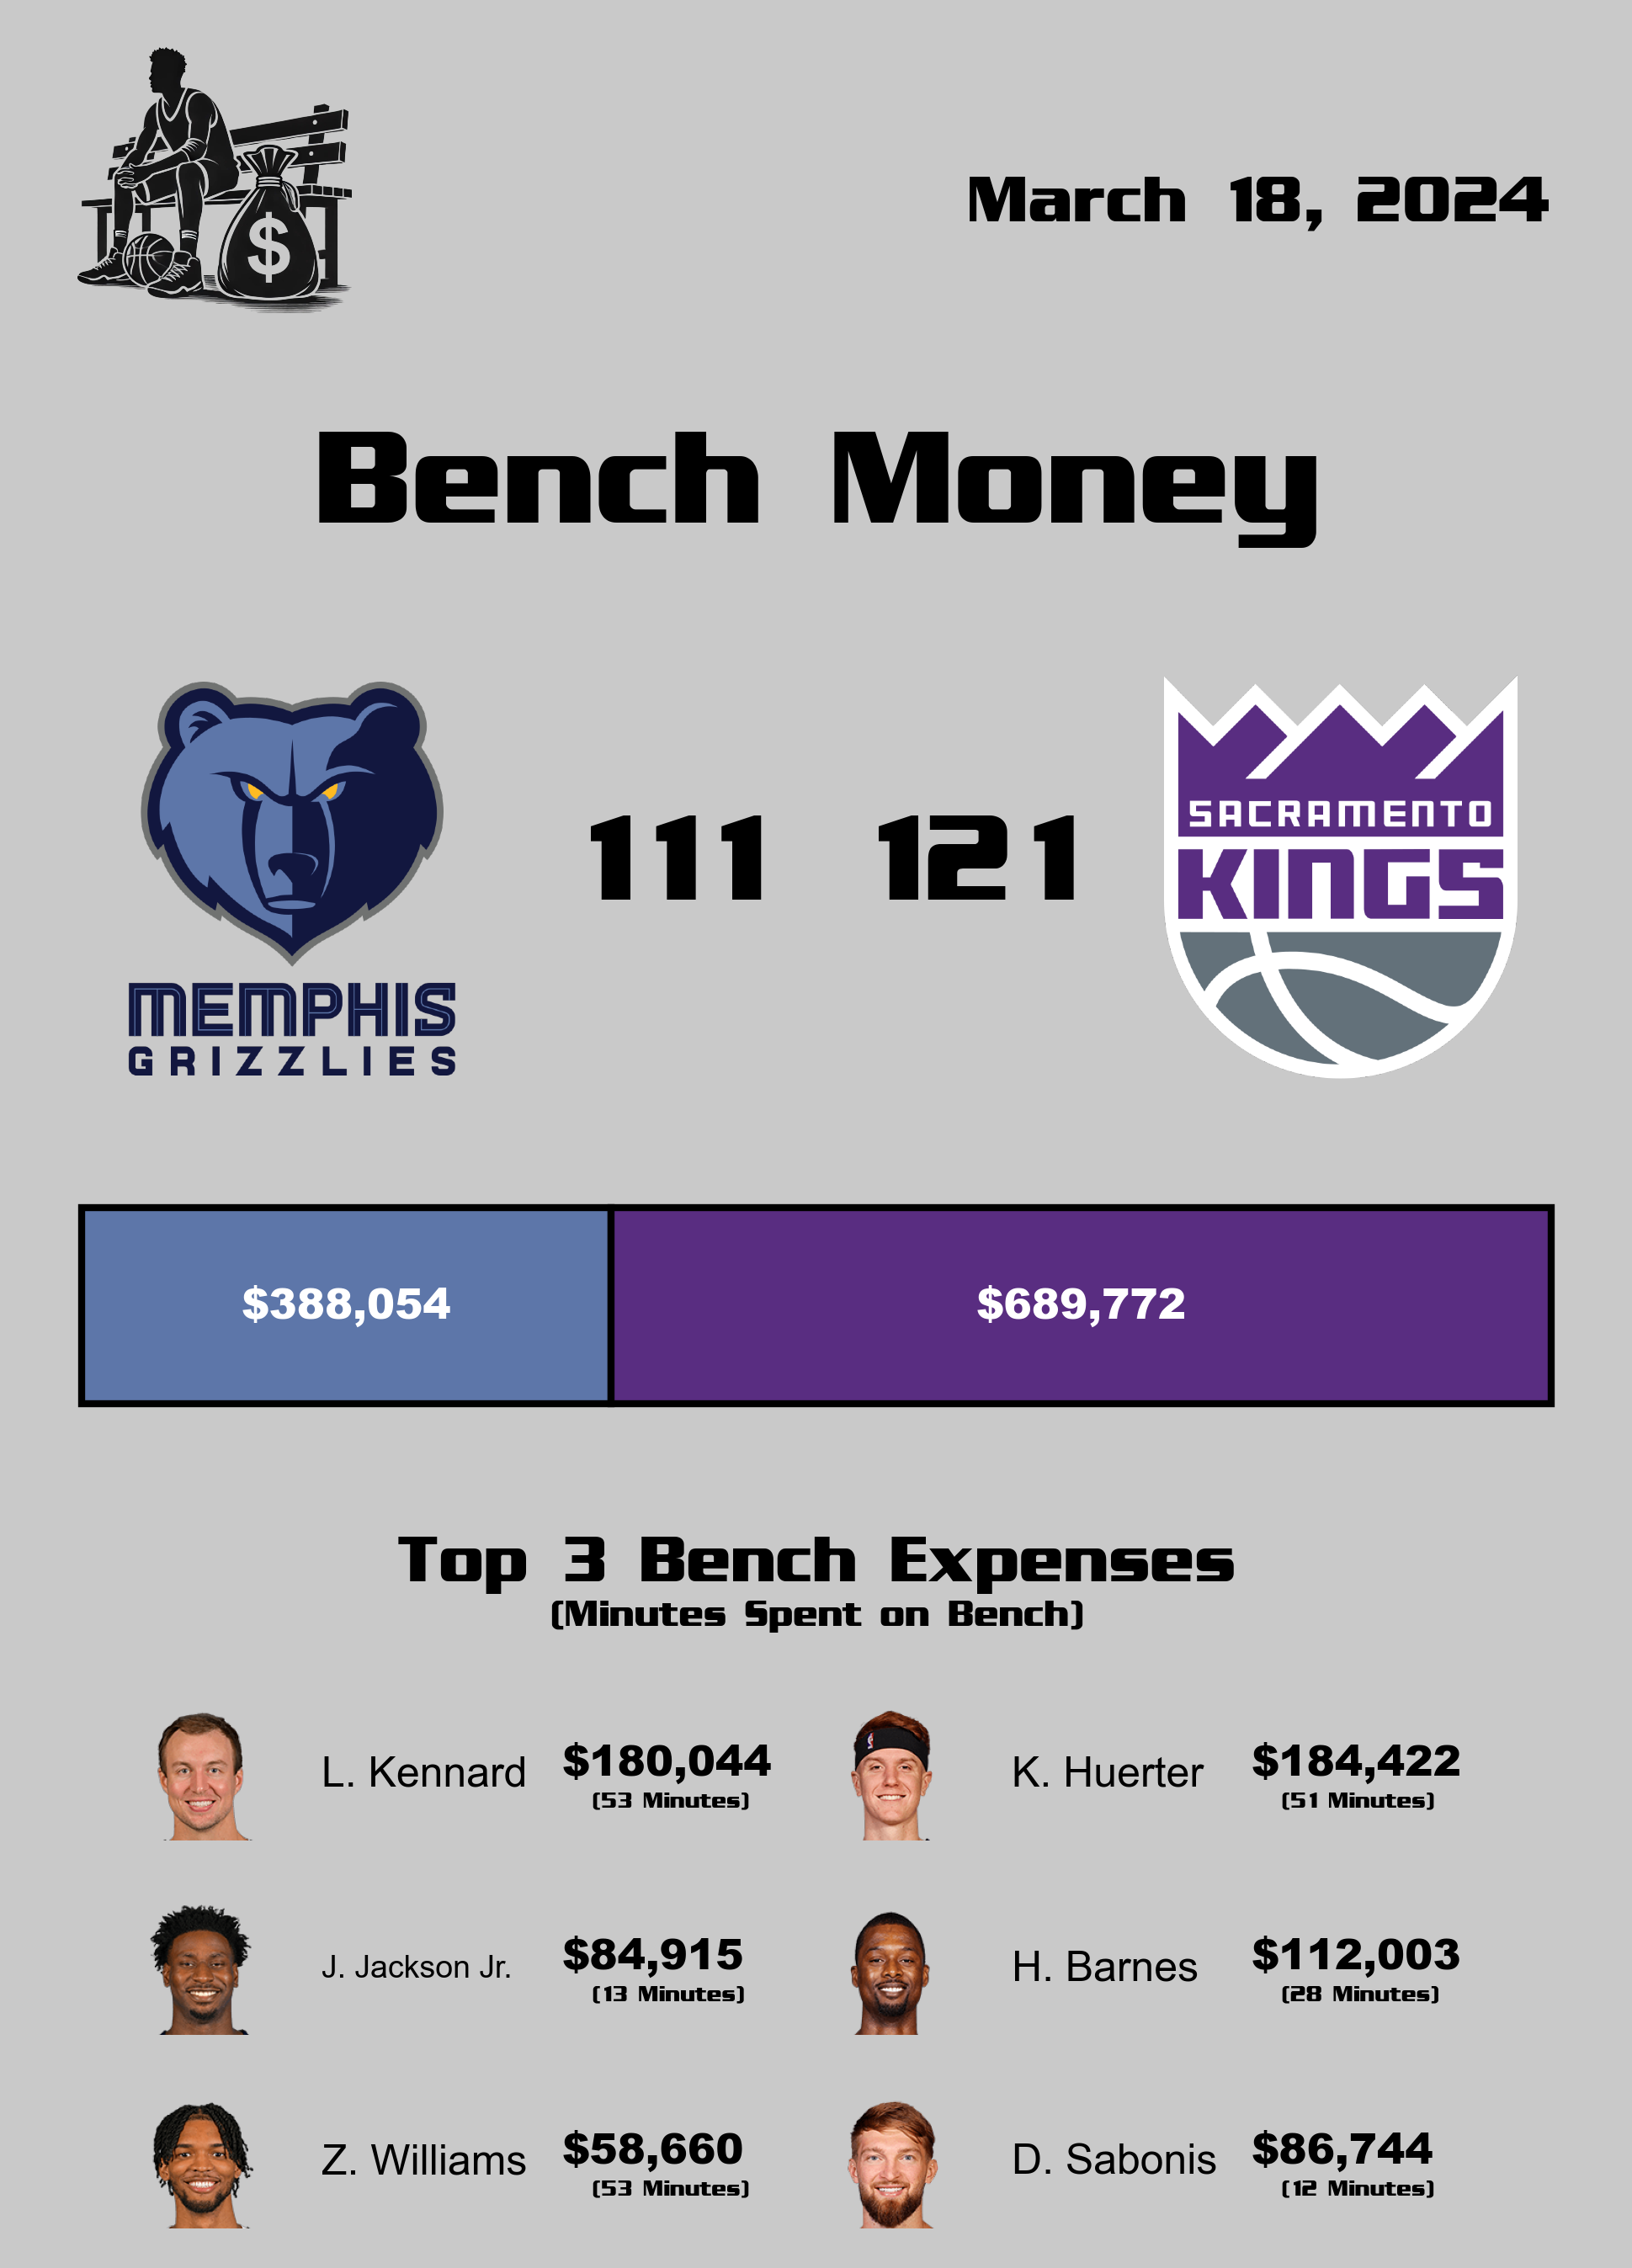 March 18, 2024
$
Bench Money
111 121
SACRAMENTO
KINGS
MEMPHIS
GRIZZLIES
$388,054 $689,772
Top 3 Bench Expenses
(Minutes Spent on Bench)
L. Kennard $180,044
(53 Minutes)
K. Huerter $184,422
(51 Minutes)
J. Jackson Jr. $84,915
(13 Minutes)
H. Barnes $112,003
(28 Minutes)
Z. Williams $58,660
(53 Minutes)
D. Sabonis $86,744
(12 Minutes)